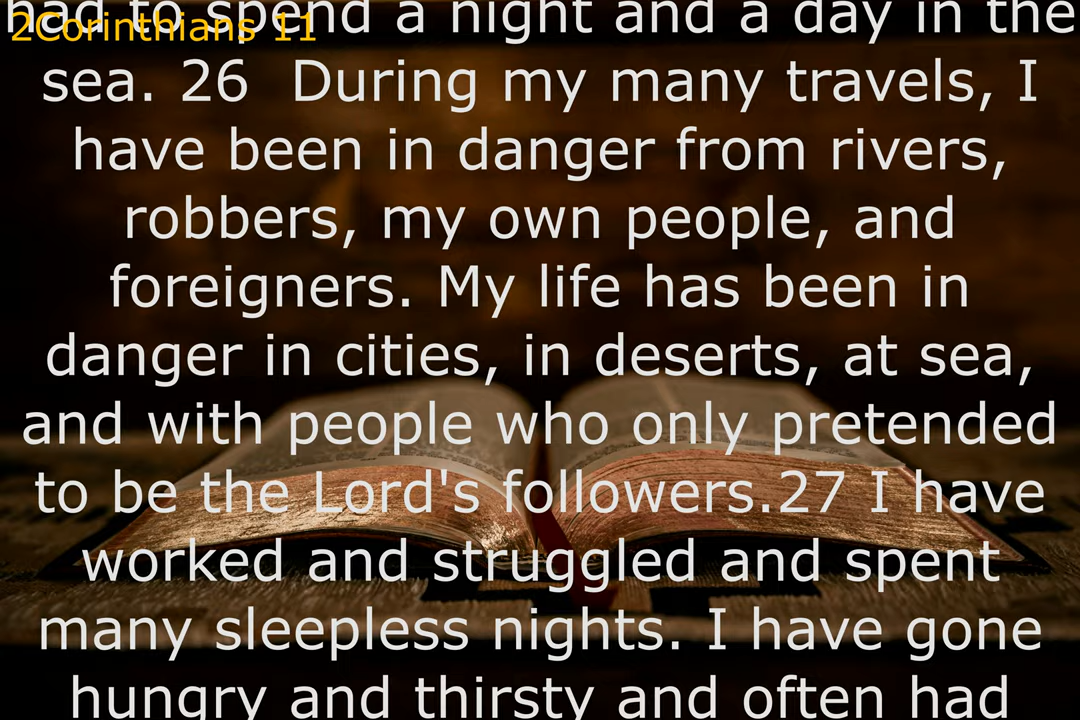 had to spend a night and a day in the
2Corinthians 11
sea. 26 During my many travels, I
have been in danger from rivers,
robbers, my own people, and
foreigners. My life has been in
danger in cities, in deserts, at sea,
and with people who only pretended
to be the Lord's followers.27 I have
worked and struggled and spent
many sleepless nights. I have gone
hungry and thirsty and often had